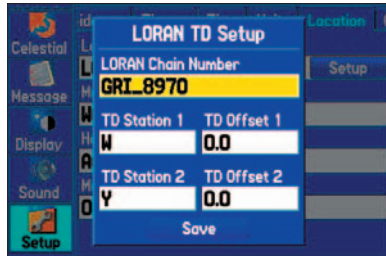 Location
Celestial
Setup
Message
Display
Sound
Setup
LORAN TD Setup
LORAN Chain Number
GRI_8970
TD Station 1 TD Offset 1
W 0.0
TD Station 2 TD Offset 2
Y 0.0
Save